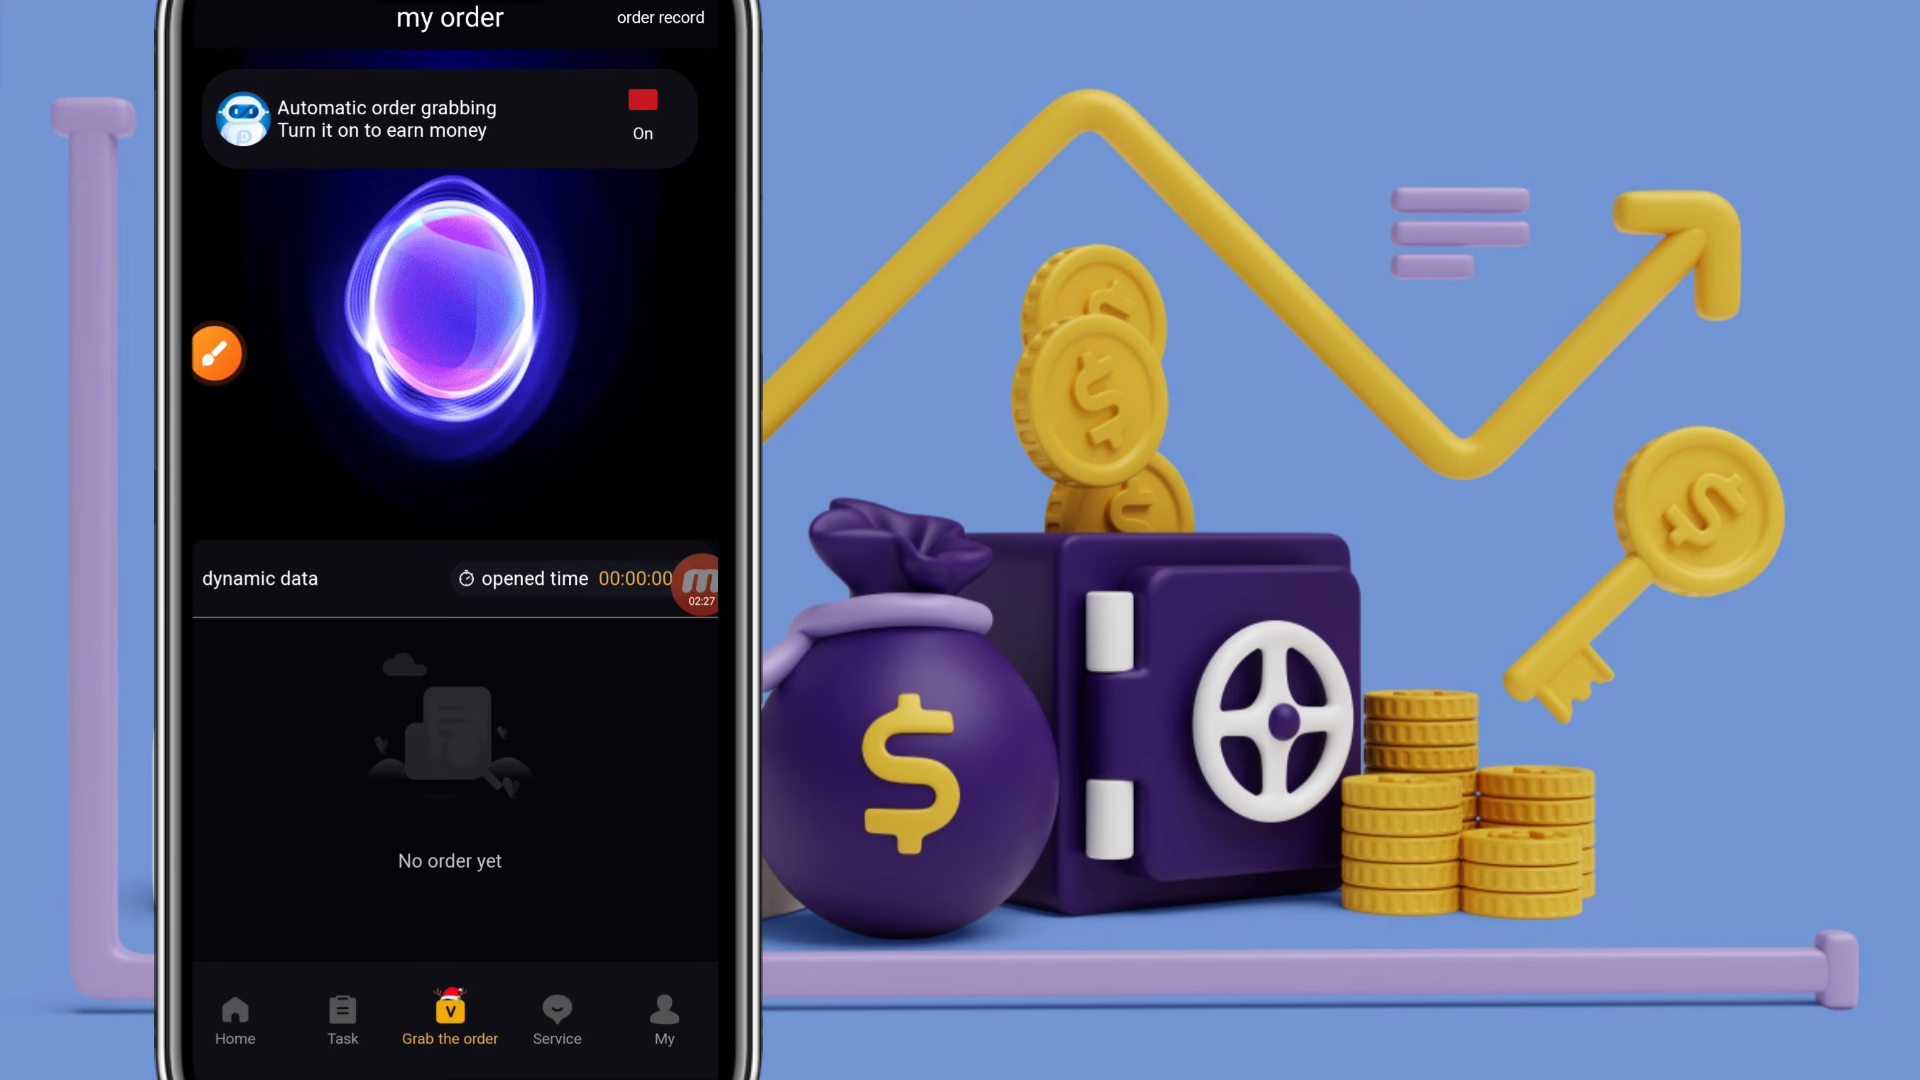 my order
order record
Automatic order grabbing
Turn it on to earn money
On
dynamic data
opened time 00:00:00
m
02:27
No order yet
V
Home
Task
Grab the order
Service
My
$
$
$
$
$